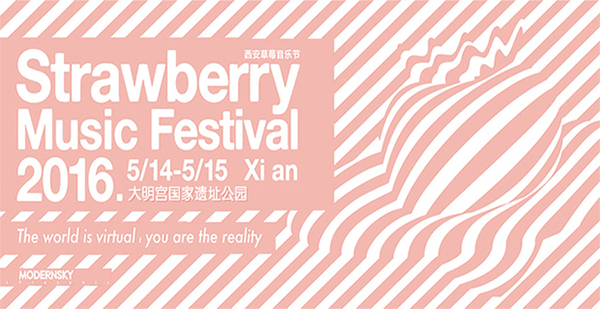 西安草莓音乐节
Strawberry
Music Festival
2016. 5/14-5/15 Xi an
大明宫国家遗址公园
The world is virtual, you are the reality
MODERNSKY